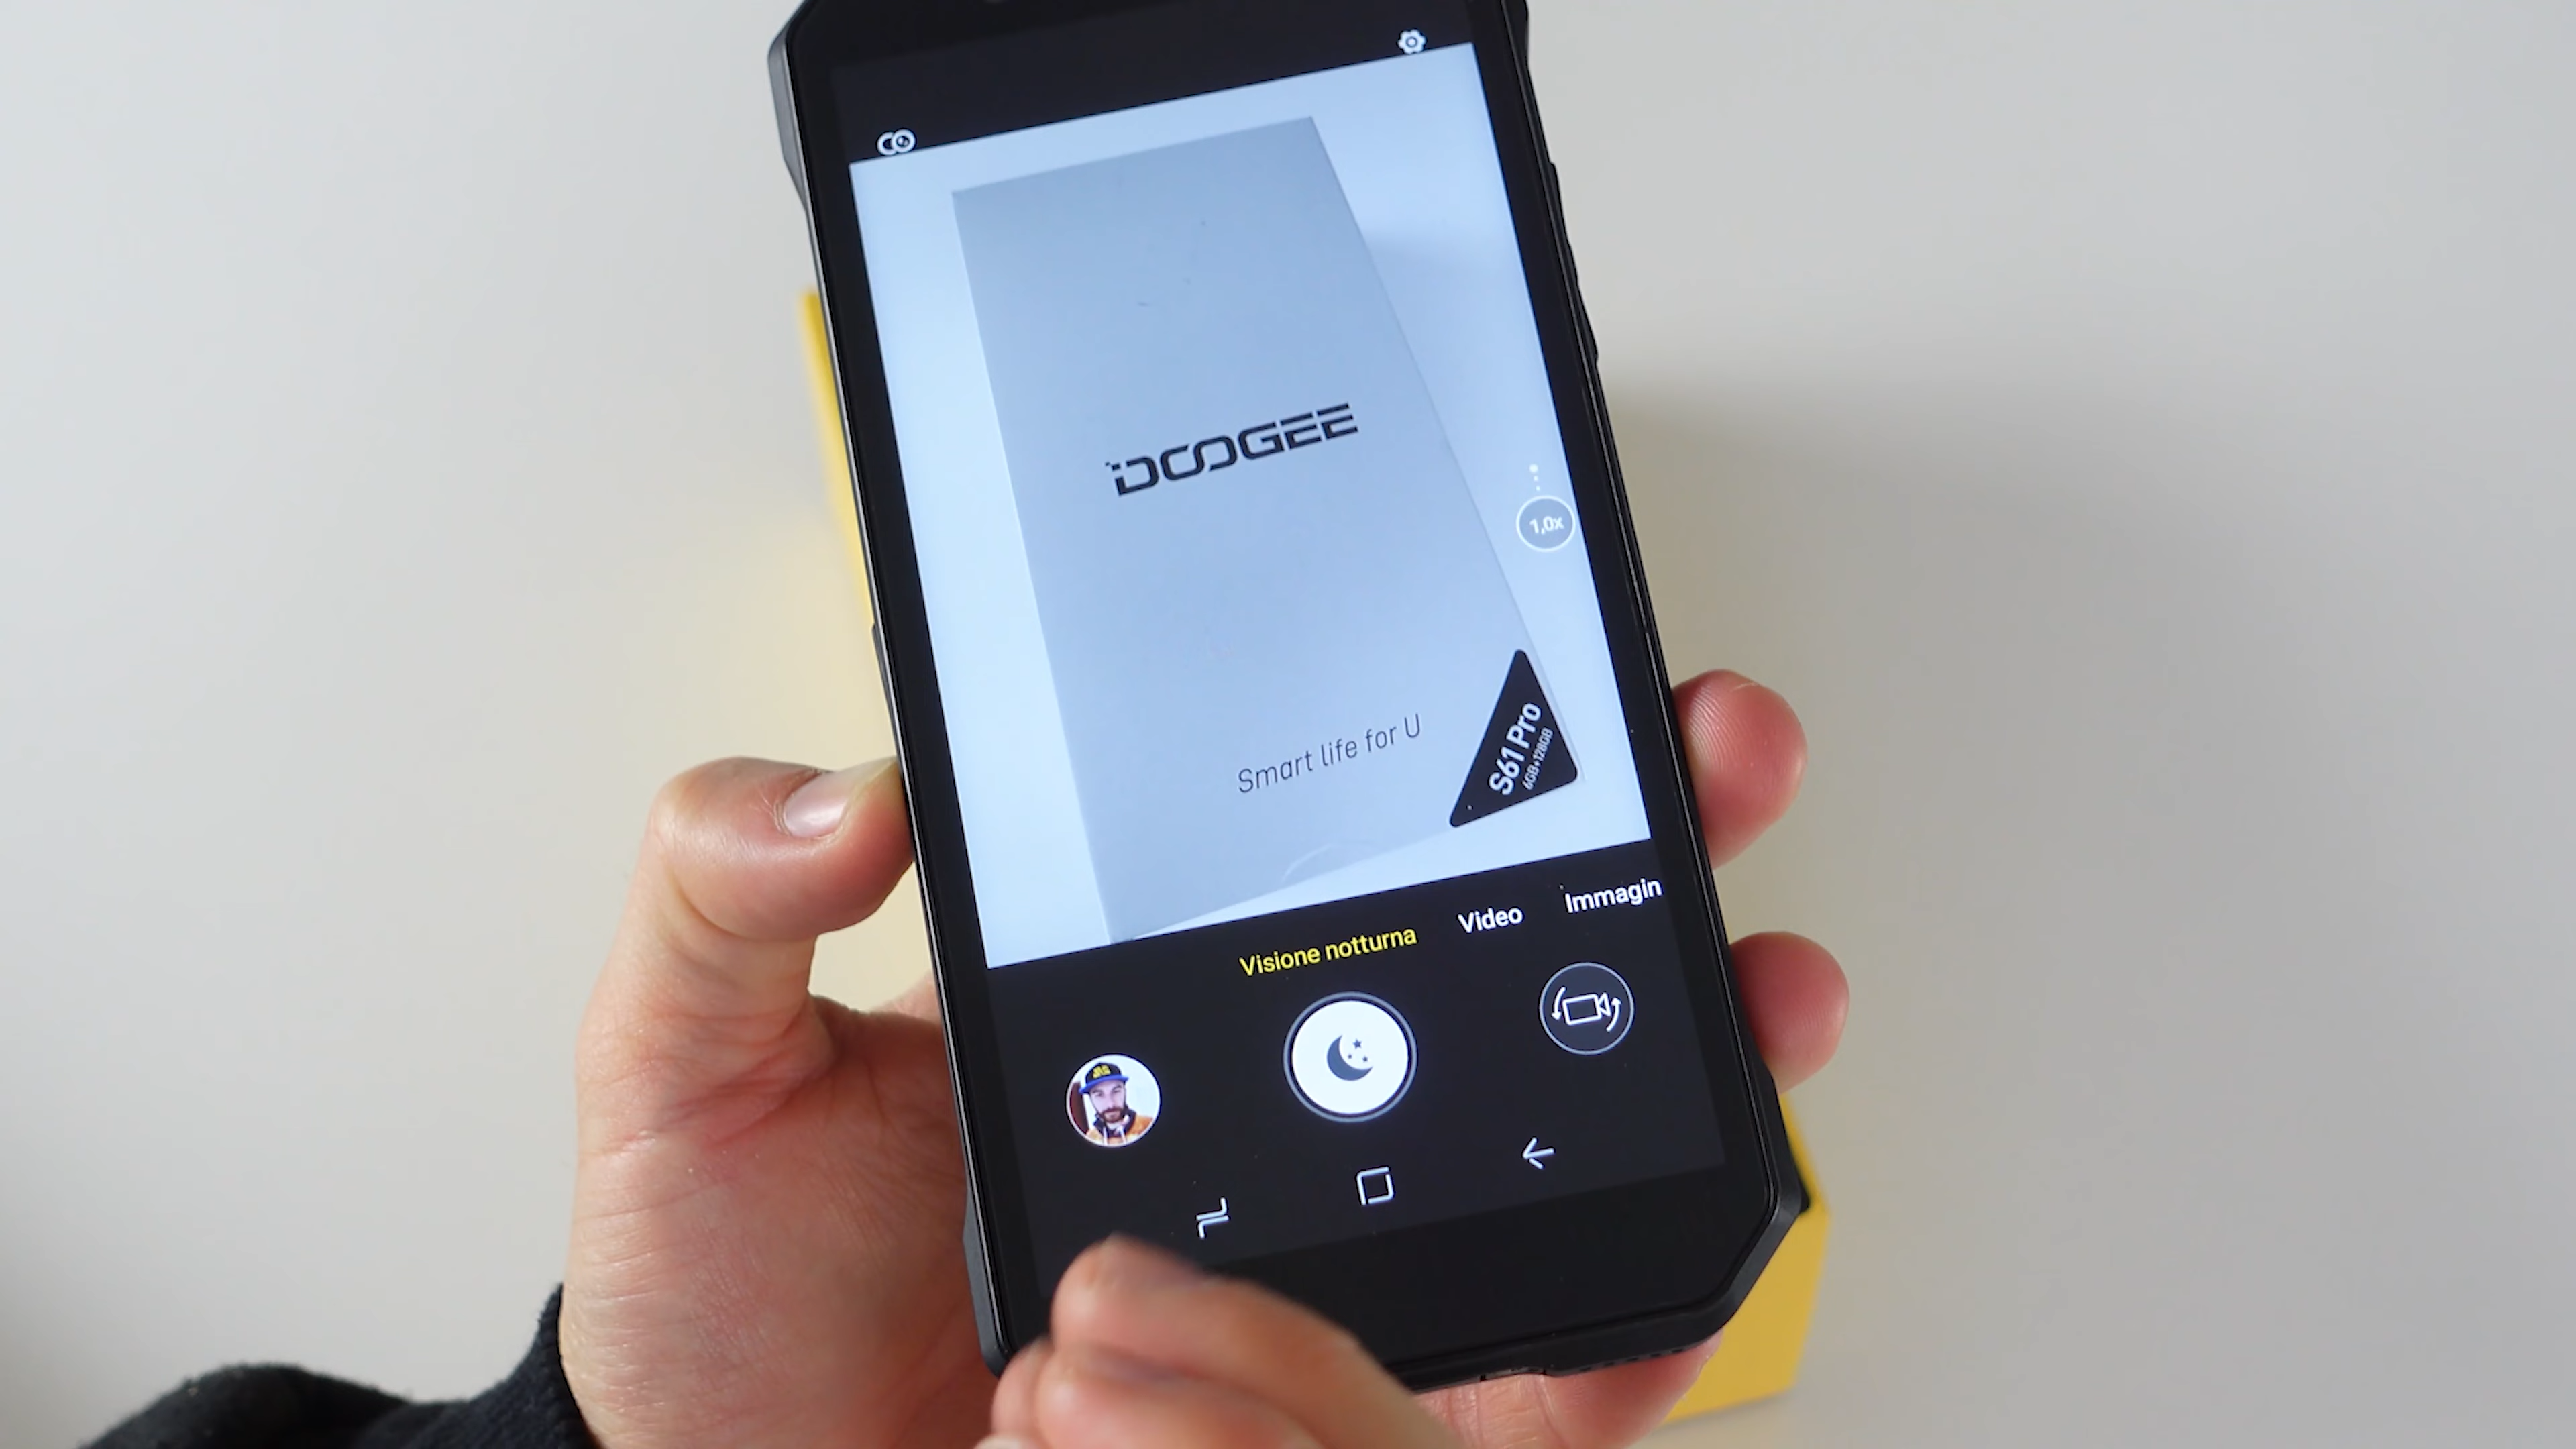 DOOGEE
1,0x
Smart life for U
S61 Pro
6GB+128GB
Visione notturna
Video
Immagin